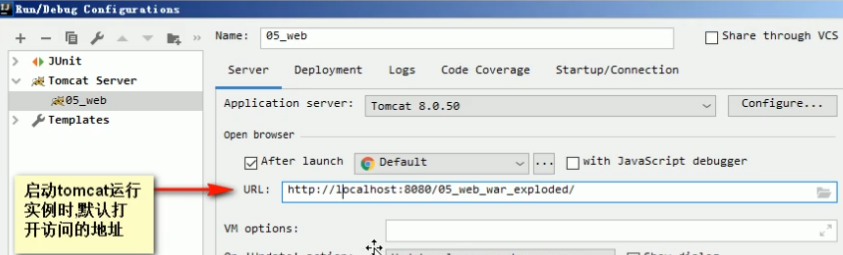 Run/Debug Configurations
Name: 05_web Share through VCS
JUnit
Tomcat Server
05_web
Templates
Server Deployment Logs Code Coverage Startup/Connection
Application server: Tomcat 8.0.50 Configure...
Open browser
After launch Default ... with JavaScript debugger
启动tomcat运行
实例时,默认打
开访问的地址
URL: http://localhost:8080/05_web_war_exploded/
VM options: